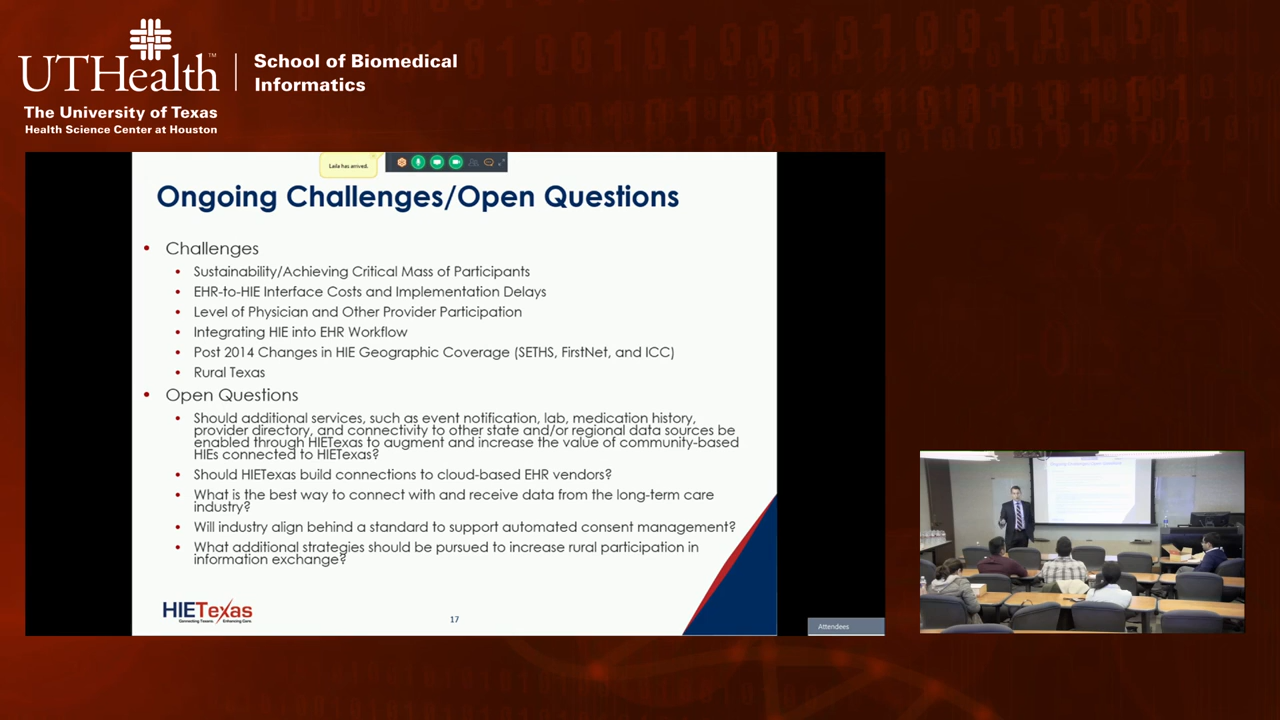 UTHealth™
The University of Texas
Health Science Center at Houston
School of Biomedical
Informatics
Laila has arrived.
Ongoing Challenges/Open Questions
• Challenges
• Sustainability/Achieving Critical Mass of Participants
• EHR-to-HIE Interface Costs and Implementation Delays
• Level of Physician and Other Provider Participation
• Integrating HIE into EHR Workflow
• Post 2014 Changes in HIE Geographic Coverage (SETHS, FirstNet, and ICC)
• Rural Texas
• Open Questions
• Should additional services, such as event notification, lab, medication history,
provider directory, and connectivity to other state and/or regional data sources be
enabled through HIETexas to augment and increase the value of community-based
HIEs connected to HIETexas?
• Should HIETexas build connections to cloud-based EHR vendors?
• What is the best way to connect with and receive data from the long-term care
industry?
• Will industry align behind a standard to support automated consent management?
• What additional strategies should be pursued to increase rural participation in
information exchange?
HIETexas
Connecting Texans. Enhancing Care.
17
Attendees
Ongoing Challenges/Open Questions